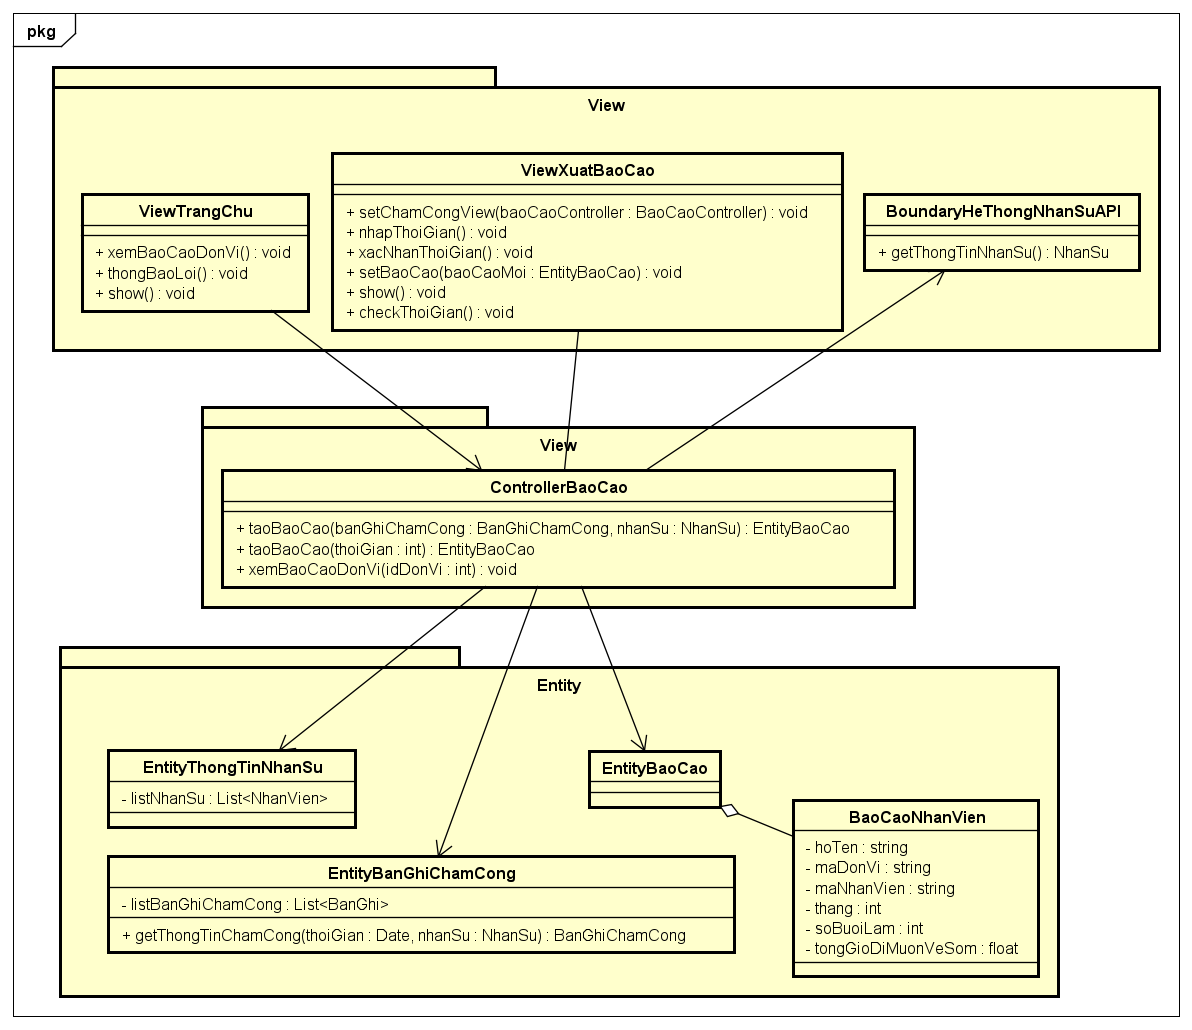 pkg
View
ViewTrangChu
+ xemBaoCaoDonVi() : void
+ thongBaoLoi() : void
+ show() : void
ViewXuatBaoCao
+ setChamCongView(baoCaoController : BaoCaoController) : void
+ nhapThoiGian() : void
+ xacNhanThoiGian() : void
+ setBaoCao(baoCaoMoi : EntityBaoCao) : void
+ show() : void
+ checkThoiGian() : void
BoundaryHeThongNhanSuAPI
+ getThongTinNhanSu() : NhanSu
View
ControllerBaoCao
+ taoBaoCao(banGhiChamCong : BanGhiChamCong, nhanSu : NhanSu) : EntityBaoCao
+ taoBaoCao(thoiGian : int) : EntityBaoCao
+ xemBaoCaoDonVi(idDonVi : int) : void
Entity
EntityThongTinNhanSu
- listNhanSu : List<NhanVien>
EntityBanGhiChamCong
- listBanGhiChamCong : List<BanGhi>
+ getThongTinChamCong(thoiGian : Date, nhanSu : NhanSu) : BanGhiChamCong
EntityBaoCao
BaoCaoNhanVien
- hoTen : string
- maDonVi : string
- maNhanVien : string
- thang : int
- soBuoiLam : int
- tongGioDiMuonVeSom : float